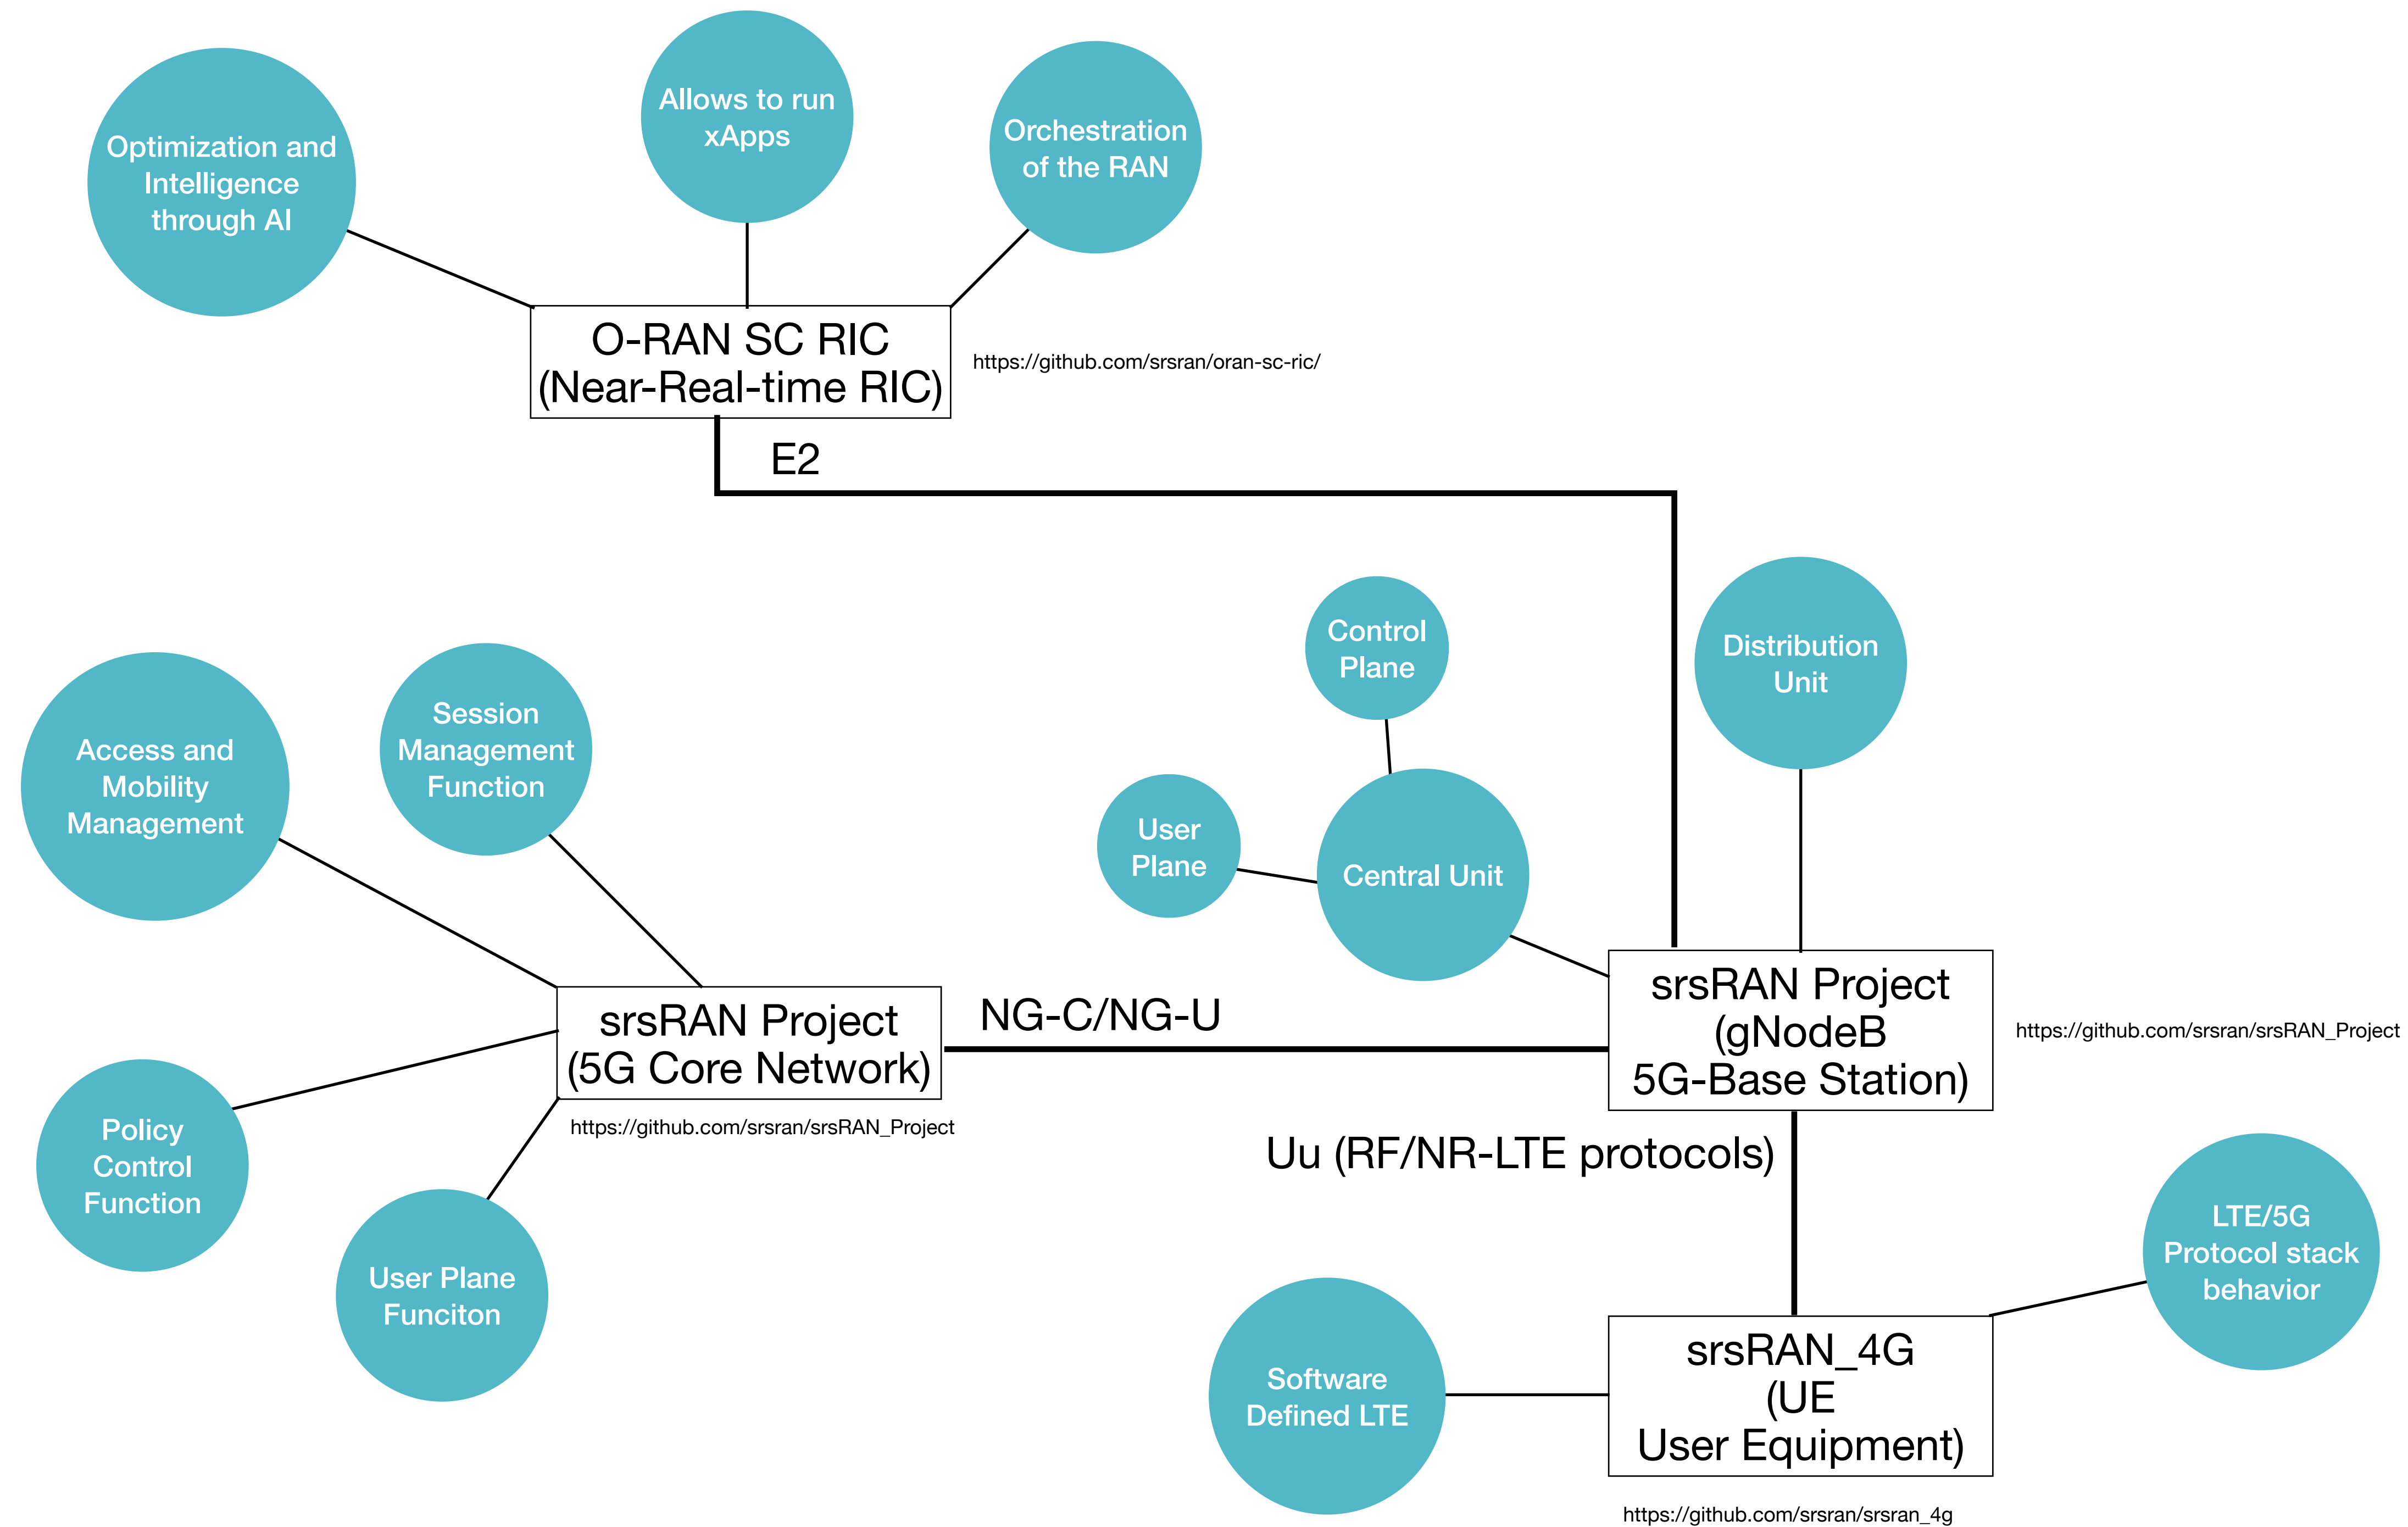 Optimization and
Intelligence
through AI
Allows to run
xApps
Orchestration
of the RAN
O-RAN SC RIC
(Near-Real-time RIC)
https://github.com/srsran/oran-sc-ric/
E2
Control
Plane
Distribution
Unit
User
Plane
Central Unit
Access and
Mobility
Management
Session
Management
Function
srsRAN Project
(5G Core Network)
https://github.com/srsran/srsRAN_Project
NG-C/NG-U
srsRAN Project
(gNodeB
5G-Base Station)
https://github.com/srsran/srsRAN_Project
Policy
Control
Function
User Plane
Funciton
Uu (RF/NR-LTE protocols)
LTE/5G
Protocol stack
behavior
Software
Defined LTE
srsRAN_4G
(UE
User Equipment)
https://github.com/srsran/srsran_4g